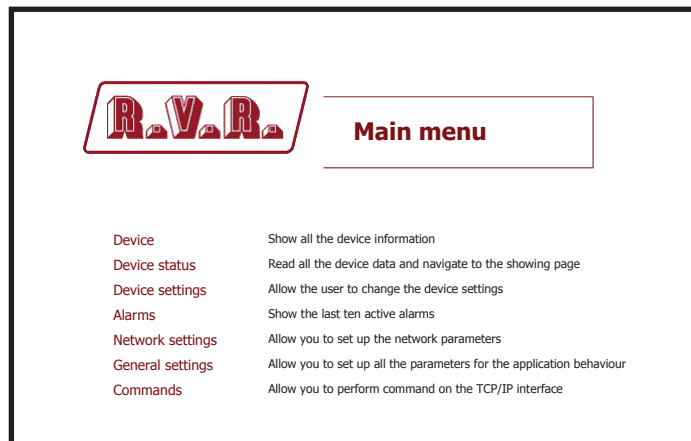 R.V.R.
Main menu
Device Show all the device information
Device status Read all the device data and navigate to the showing page
Device settings Allow the user to change the device settings
Alarms Show the last ten active alarms
Network settings Allow you to set up the network parameters
General settings Allow you to set up all the parameters for the application behaviour
Commands Allow you to perform command on the TCP/IP interface